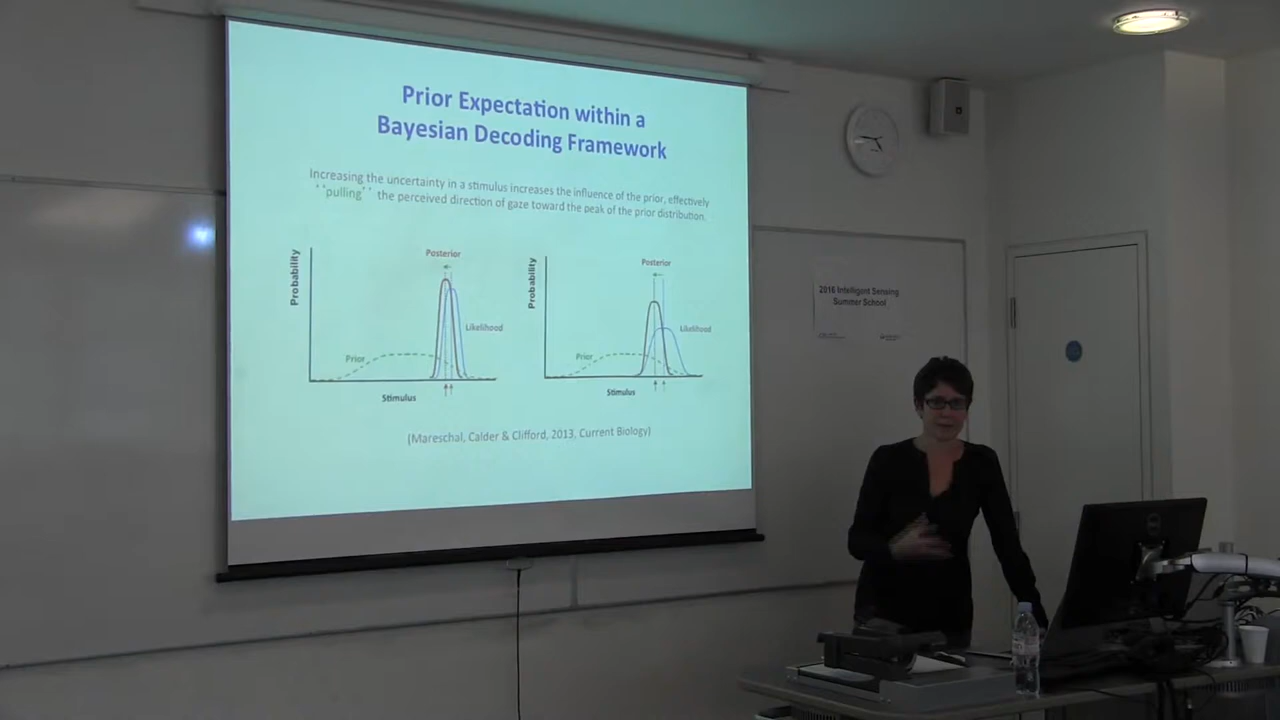 Prior Expectation within a
Bayesian Decoding Framework
Increasing the uncertainty in a stimulus increases the influence of the prior, effectively
``pulling'' the perceived direction of gaze toward the peak of the prior distribution.
Probability
Posterior
Likelihood
Prior
Stimulus
Probability
Posterior
Likelihood
Prior
Stimulus
(Mareschal, Calder & Clifford, 2013, Current Biology)
2016 Intelligent Sensing
Summer School
DELL